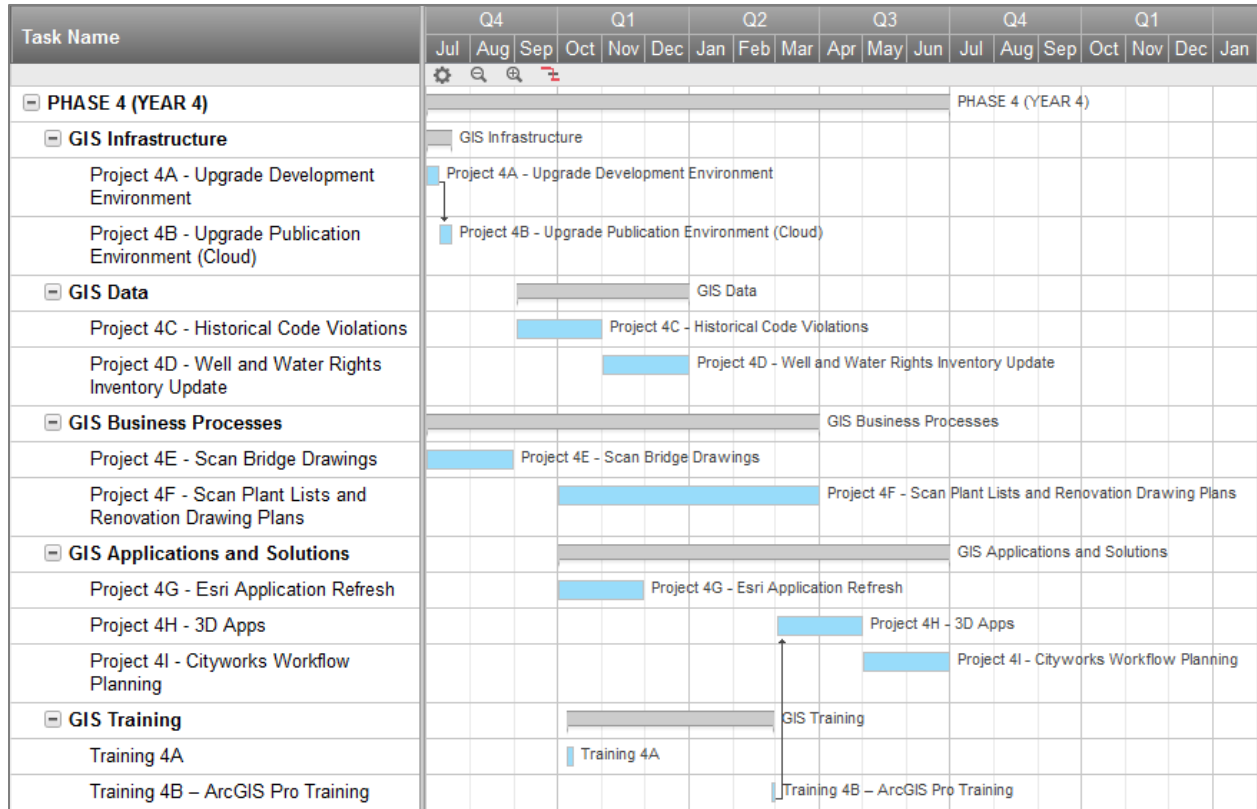 Task Name
Q4 Q1 Q2 Q3 Q4 Q1
Jul Aug Sep Oct Nov Dec Jan Feb Mar Apr May Jun Jul Aug Sep Oct Nov Dec Jan
PHASE 4 (YEAR 4)
PHASE 4 (YEAR 4)
GIS Infrastructure
GIS Infrastructure
Project 4A - Upgrade Development
Environment
Project 4A - Upgrade Development Environment
Project 4B - Upgrade Publication
Environment (Cloud)
Project 4B - Upgrade Publication Environment (Cloud)
GIS Data
GIS Data
Project 4C - Historical Code Violations
Project 4C - Historical Code Violations
Project 4D - Well and Water Rights
Inventory Update
Project 4D - Well and Water Rights Inventory Update
GIS Business Processes
GIS Business Processes
Project 4E - Scan Bridge Drawings
Project 4E - Scan Bridge Drawings
Project 4F - Scan Plant Lists and
Renovation Drawing Plans
Project 4F - Scan Plant Lists and Renovation Drawing Plans
GIS Applications and Solutions
GIS Applications and Solutions
Project 4G - Esri Application Refresh
Project 4G - Esri Application Refresh
Project 4H - 3D Apps
Project 4H - 3D Apps
Project 4I - Cityworks Workflow
Planning
Project 4I - Cityworks Workflow Planning
GIS Training
GIS Training
Training 4A
Training 4A
Training 4B – ArcGIS Pro Training
Training 4B – ArcGIS Pro Training